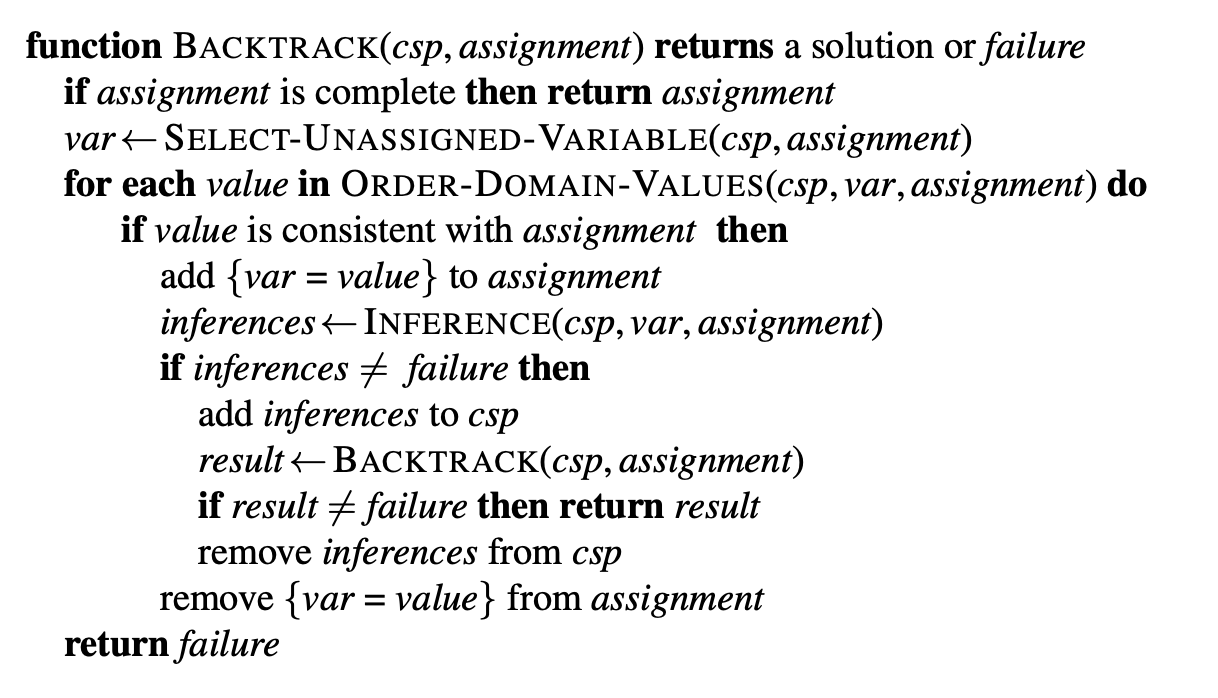 function BACKTRACK(csp, assignment) returns a solution or failure
if assignment is complete then return assignment
var ← SELECT-UNASSIGNED-VARIABLE(csp, assignment)
for each value in ORDER-DOMAIN-VALUES(csp, var, assignment) do
if value is consistent with assignment then
add {var = value} to assignment
inferences ← INFERENCE(csp, var, assignment)
if inferences ≠ failure then
add inferences to csp
result ← BACKTRACK(csp, assignment)
if result ≠ failure then return result
remove inferences from csp
remove {var = value} from assignment
return failure